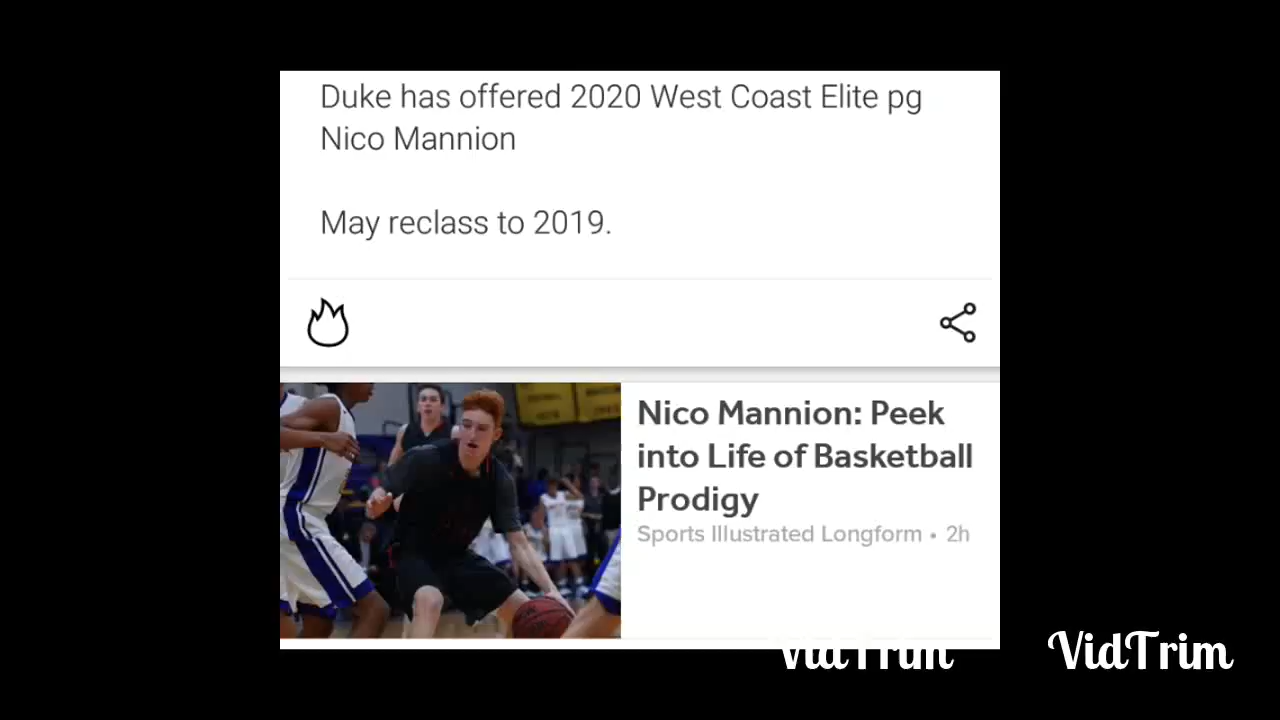 Duke has offered 2020 West Coast Elite pg
Nico Mannion
May reclass to 2019.
Nico Mannion: Peek
into Life of Basketball
Prodigy
Sports Illustrated Longform • 2h
VidTrim
VidTrim